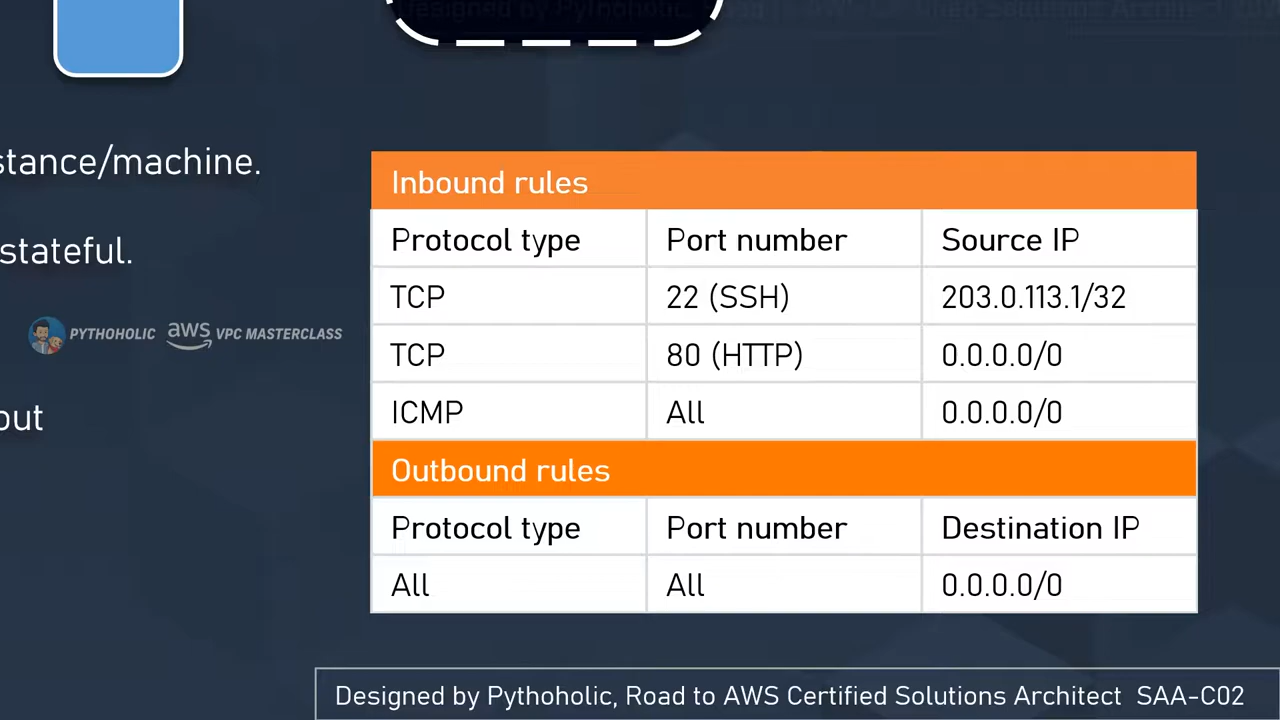 stance/machine.
stateful.
PYTHOHOLIC aws VPC MASTERCLASS
out
Inbound rules
Protocol type Port number Source IP
TCP 22 (SSH) 203.0.113.1/32
TCP 80 (HTTP) 0.0.0.0/0
ICMP All 0.0.0.0/0
Outbound rules
Protocol type Port number Destination IP
All All 0.0.0.0/0
Designed by Pythoholic, Road to AWS Certified Solutions Architect SAA-C02